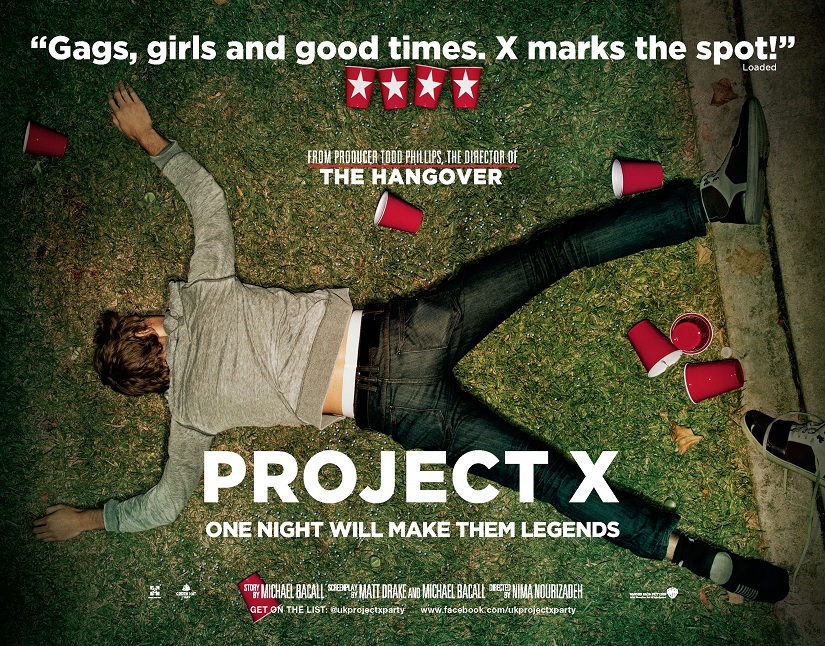 “Gags, girls and good times. X marks the spot!”
Loaded
FROM PRODUCER TODD PHILLIPS, THE DIRECTOR OF
THE HANGOVER
PROJECT X
ONE NIGHT WILL MAKE THEM LEGENDS
STORY BY MICHAEL BACALL SCREENPLAY BY MATT DRAKE AND MICHAEL BACALL DIRECTED BY NIMA NOURIZADEH
GET ON THE LIST: @ukprojectxparty www.facebook.com/ukprojectxparty